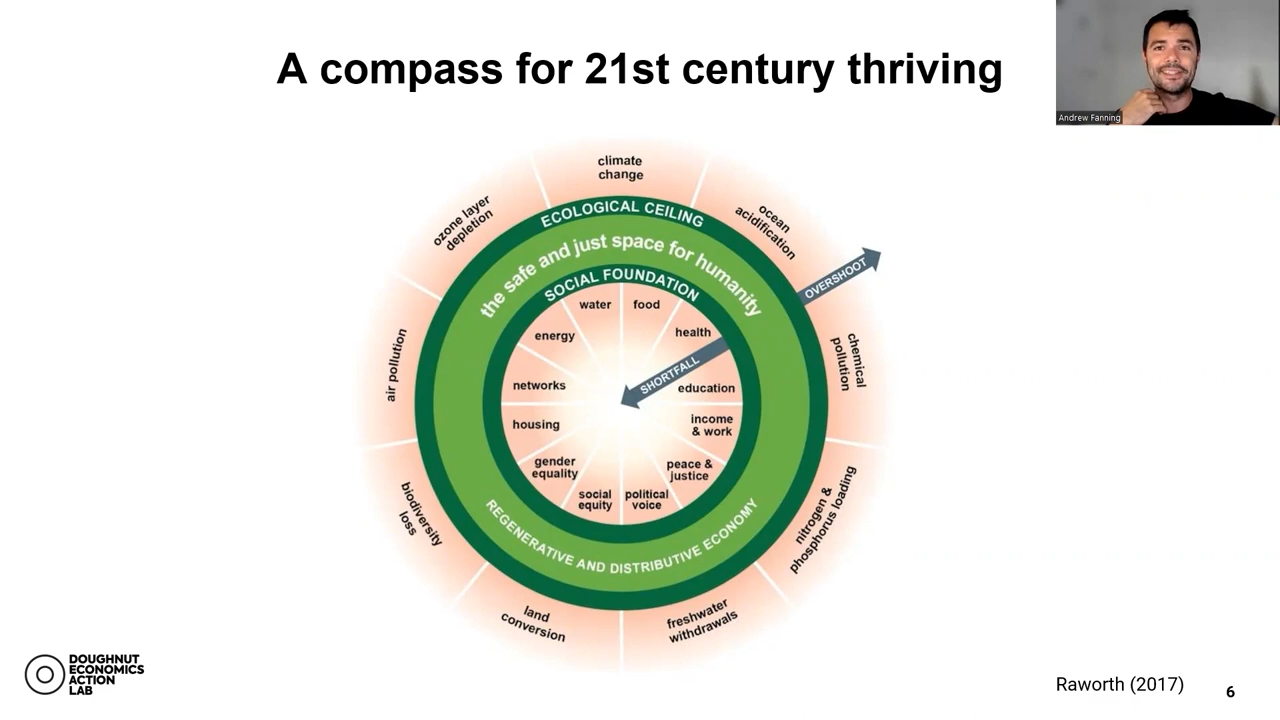 A compass for 21st century thriving
Andrew Fanning
climate
change
ocean
acidification
chemical
pollution
nitrogen &
phosphorus loading
freshwater
withdrawals
land
conversion
biodiversity
loss
air pollution
ozone layer
depletion
OVERSHOOT
ECOLOGICAL CEILING
the safe and just space for humanity
SOCIAL FOUNDATION
water
food
health
SHORTFALL
education
income
& work
peace &
justice
political
voice
social
equity
gender
equality
housing
networks
energy
REGENERATIVE AND DISTRIBUTIVE ECONOMY
DOUGHNUT
ECONOMICS
ACTION
LAB
Raworth (2017)
6